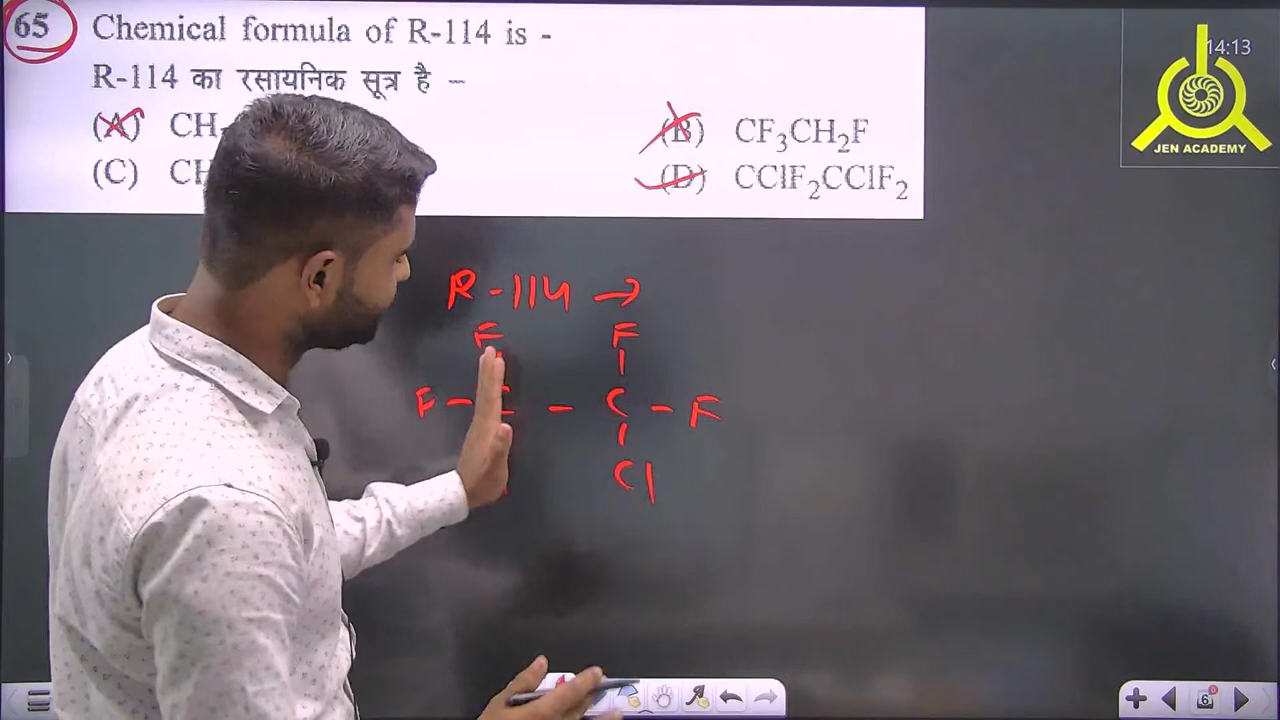 65 Chemical formula of R-114 is -
R-114 का रसायनिक सूत्र है –
(A) CH (B) CF₃CH₂F
(C) CH (D) CClF₂CClF₂
14:13
JEN ACADEMY
R-114 →
F F
F - C - C - F
Cl
6